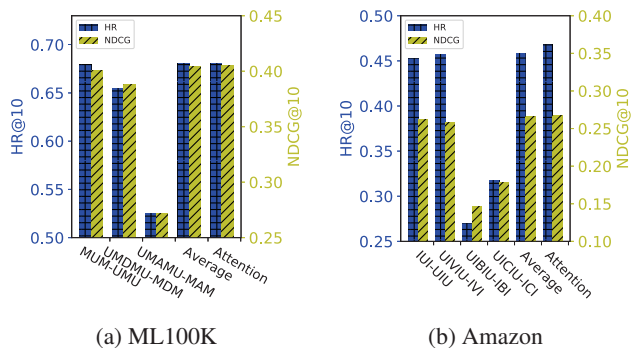 HR
NDCG
0.70
0.65
0.60
0.55
0.50
HR@10
0.45
0.40
0.35
0.30
0.25
NDCG@10
MUM-UMU
UMDMU-MDM
UMAMU-MAM
Average
Attention
(a) ML100K
HR
NDCG
0.50
0.45
0.40
0.35
0.30
0.25
HR@10
0.40
0.35
0.30
0.25
0.20
0.15
0.10
NDCG@10
IUI-UIU
UIVIU-IVI
UIBIU-IBI
UICIU-ICI
Average
Attention
(b) Amazon